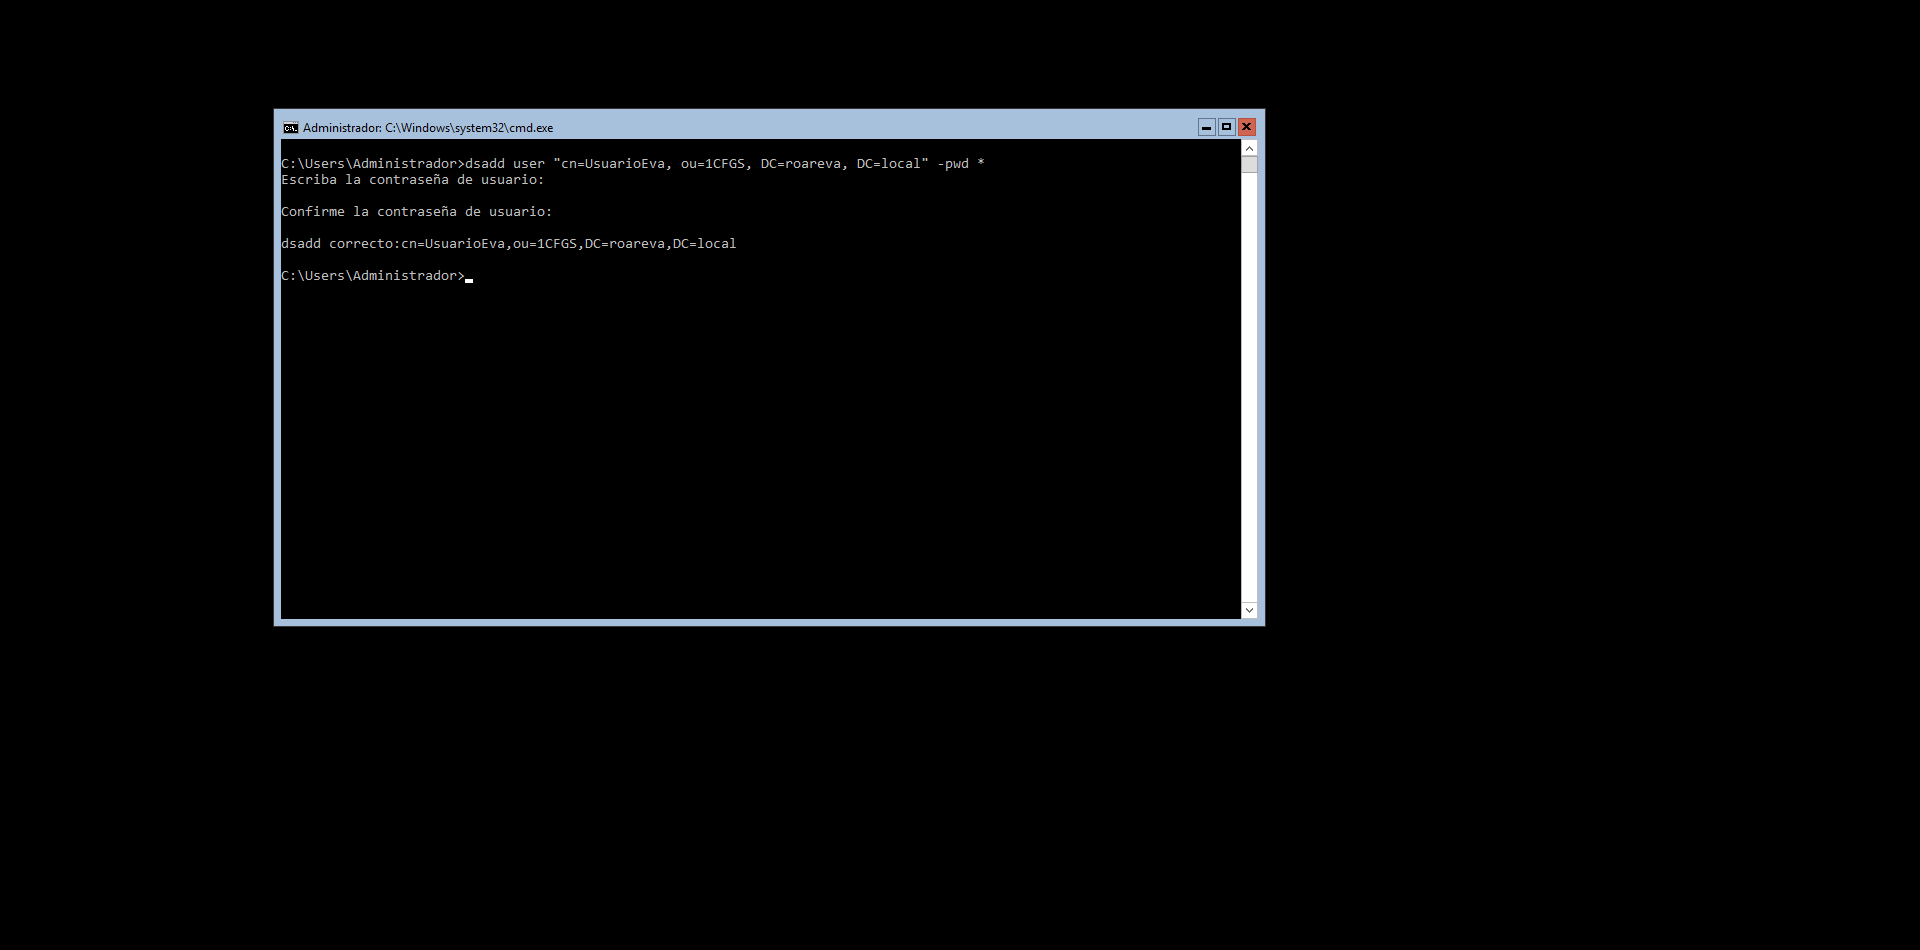 Administrador: C:\Windows\system32\cmd.exe
C:\Users\Administrador>dsadd user "cn=UsuarioEva, ou=1CFGS, DC=roareva, DC=local" -pwd *
Escriba la contraseña de usuario:
Confirme la contraseña de usuario:
dsadd correcto:cn=UsuarioEva,ou=1CFGS,DC=roareva,DC=local
C:\Users\Administrador>